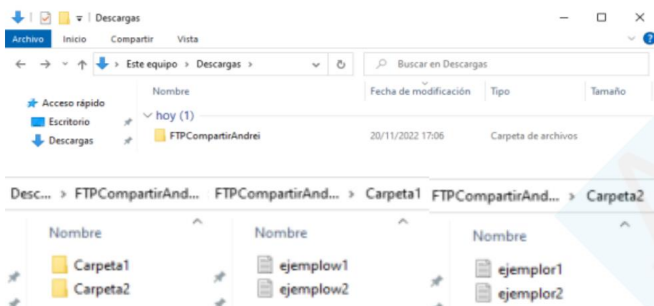 Descargas
Archivo Inicio Compartir Vista
Este equipo > Descargas > Buscar en Descargas
Nombre Fecha de modificación Tipo Tamaño
Acceso rápido
hoy (1)
Escritorio
FTPCompartirAndrei 20/11/2022 17:06 Carpeta de archivos
Descargas
Desc... > FTPCompartirAnd... FTPCompartirAnd... > Carpeta1 FTPCompartirAnd... > Carpeta2
Nombre Nombre Nombre
Carpeta1 ejemplow1 ejemplor1
Carpeta2 ejemplow2 ejemplor2